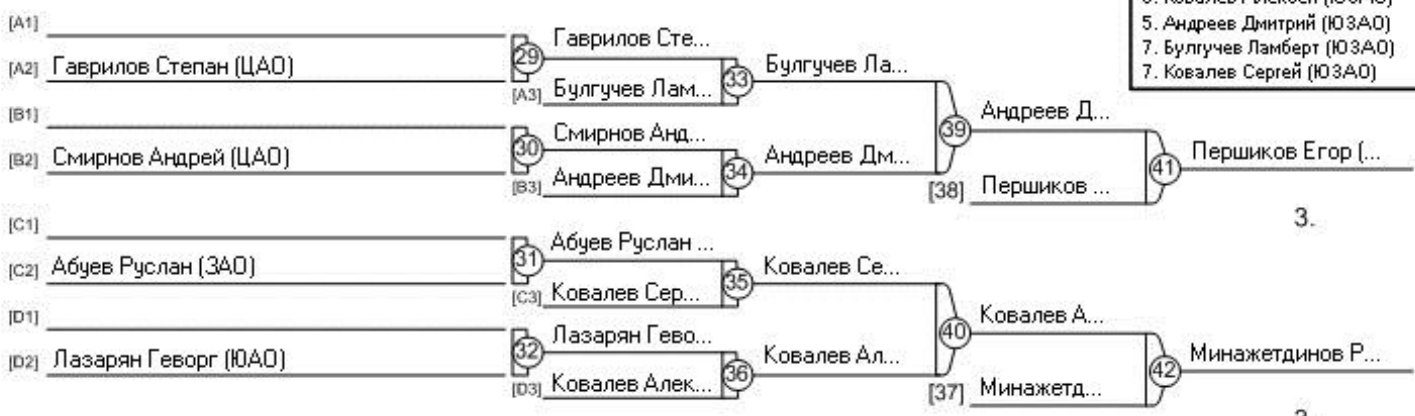 5. Андреев Дмитрий (ЮЗАО)
7. Булгучев Ламберт (ЮЗАО)
7. Ковалев Сергей (ЮЗАО)
[A1]
[A2] Гаврилов Степан (ЦАО)
29
Гаврилов Сте...
[A3] Булгучев Лам...
33
Булгучев Ла...
[B1]
[B2] Смирнов Андрей (ЦАО)
30
Смирнов Анд...
[B3] Андреев Дми...
34
Андреев Дм...
39
Андреев Д...
[38] Першиков ...
41
Першиков Егор (...
3.
[C1]
[C2] Абуев Руслан (ЗАО)
31
Абуев Руслан ...
[C3] Ковалев Сер...
35
Ковалев Се...
[D1]
[D2] Лазарян Геворг (ЮАО)
32
Лазарян Гево...
[D3] Ковалев Алек...
36
Ковалев Ал...
40
Ковалев А...
[37] Минажетд...
42
Минажетдинов Р...